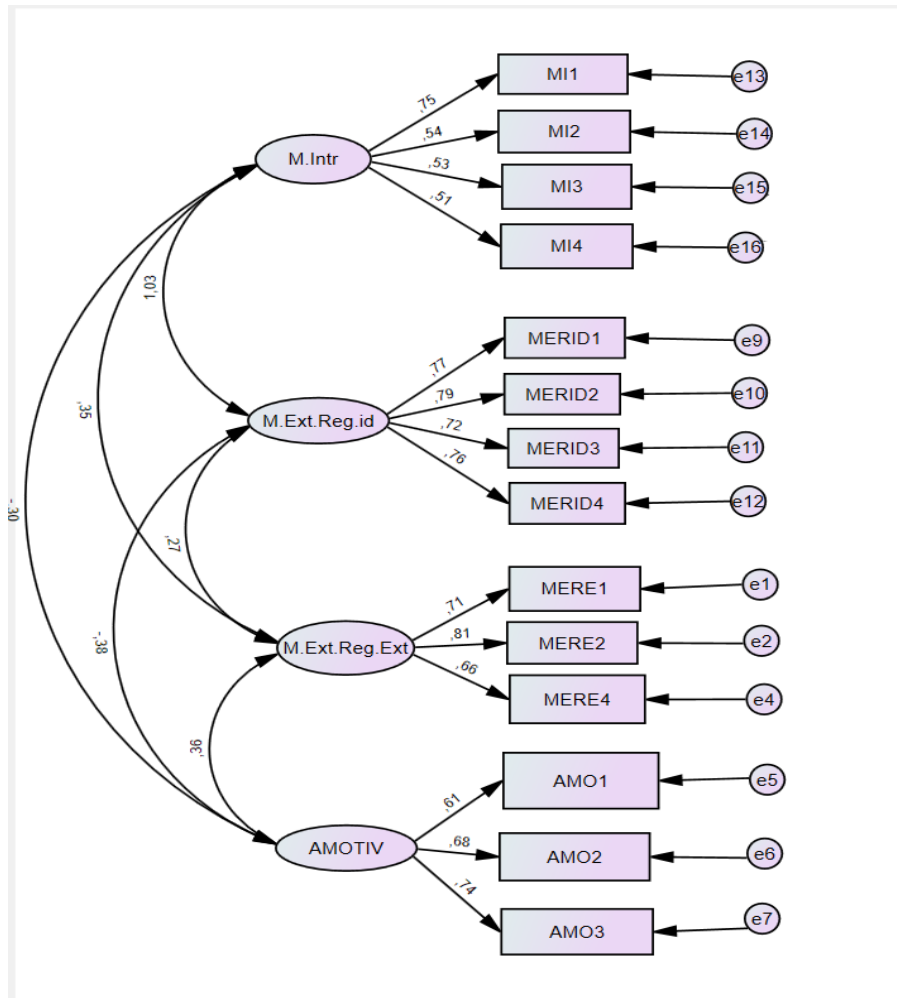 MI1
e13
,75
MI2
e14
,54
M.Intr
,53
MI3
e15
,51
MI4
e16
1,03
MERID1
e9
,77
MERID2
e10
,79
,35
M.Ext.Reg.id
,72
MERID3
e11
,76
MERID4
e12
-,30
,27
MERE1
e1
,71
,38
-,38
M.Ext.Reg.Ext
,81
MERE2
e2
,66
MERE4
e4
,36
AMO1
e5
,61
AMOTIV
,68
AMO2
e6
,74
AMO3
e7